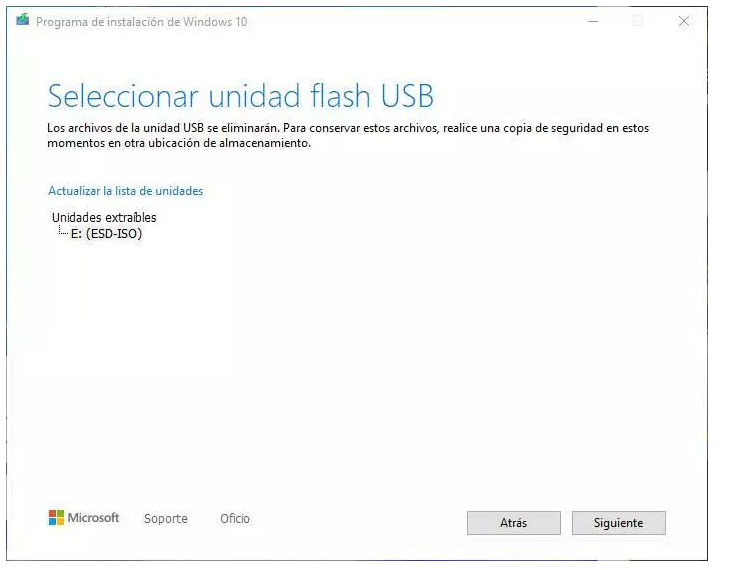 Programa de instalación de Windows 10
Seleccionar unidad flash USB
Los archivos de la unidad USB se eliminarán. Para conservar estos archivos, realice una copia de seguridad en estos
momentos en otra ubicación de almacenamiento.
Actualizar la lista de unidades
Unidades extraíbles
E: (ESD-ISO)
Microsoft Soporte Oficio Atrás Siguiente